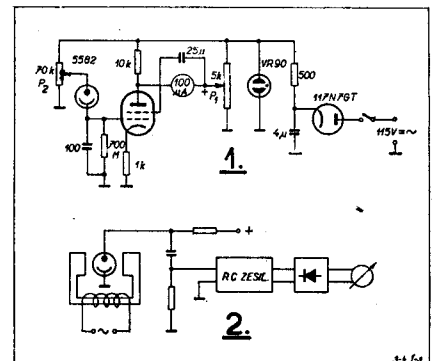 5582
70k
P2
100
700
M
10k
1k
25µ
100
µA
+
5k
P1
VR90
500
4µ
117N7GT
115V=~
1.
+
RC ZESIL.
~
2.